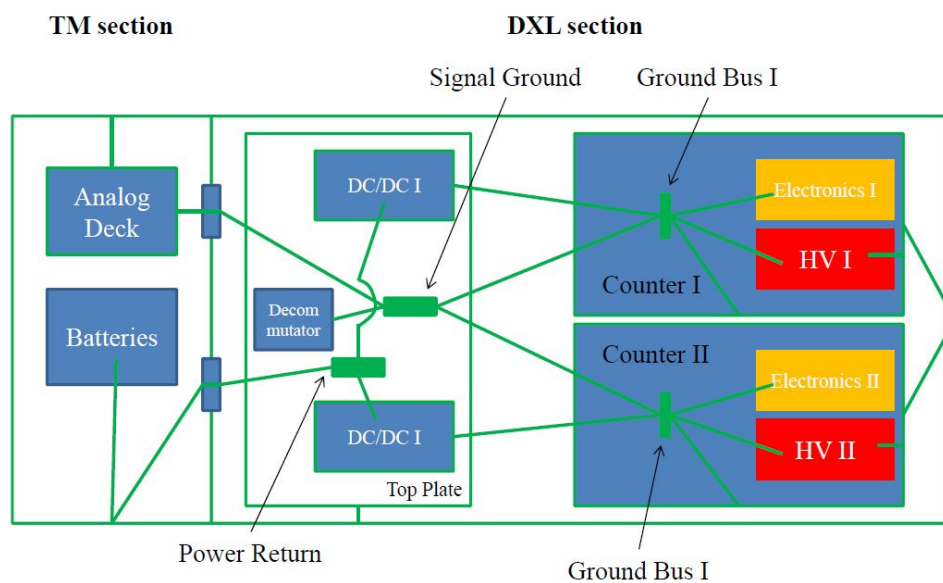 TM section
DXL section
Signal Ground
Ground Bus I
Analog
Deck
DC/DC I
Electronics I
HV I
Counter I
Decom
mutator
Batteries
Counter II
Electronics II
HV II
DC/DC I
Top Plate
Power Return
Ground Bus I